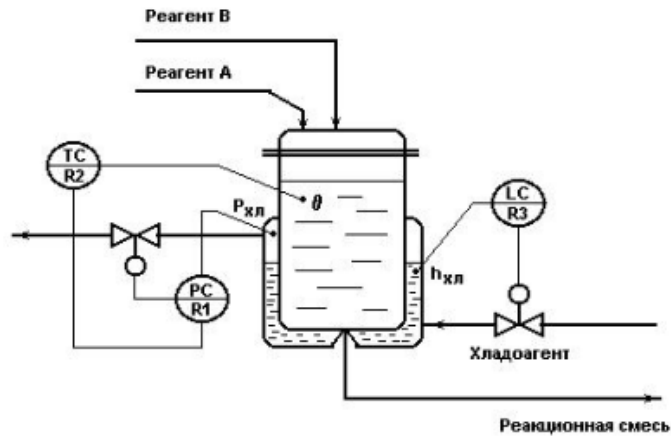 Реагент В
Реагент А
TC
R2
Pхл
θ
LC
R3
hхл
PC
R1
Хладоагент
Реакционная смесь